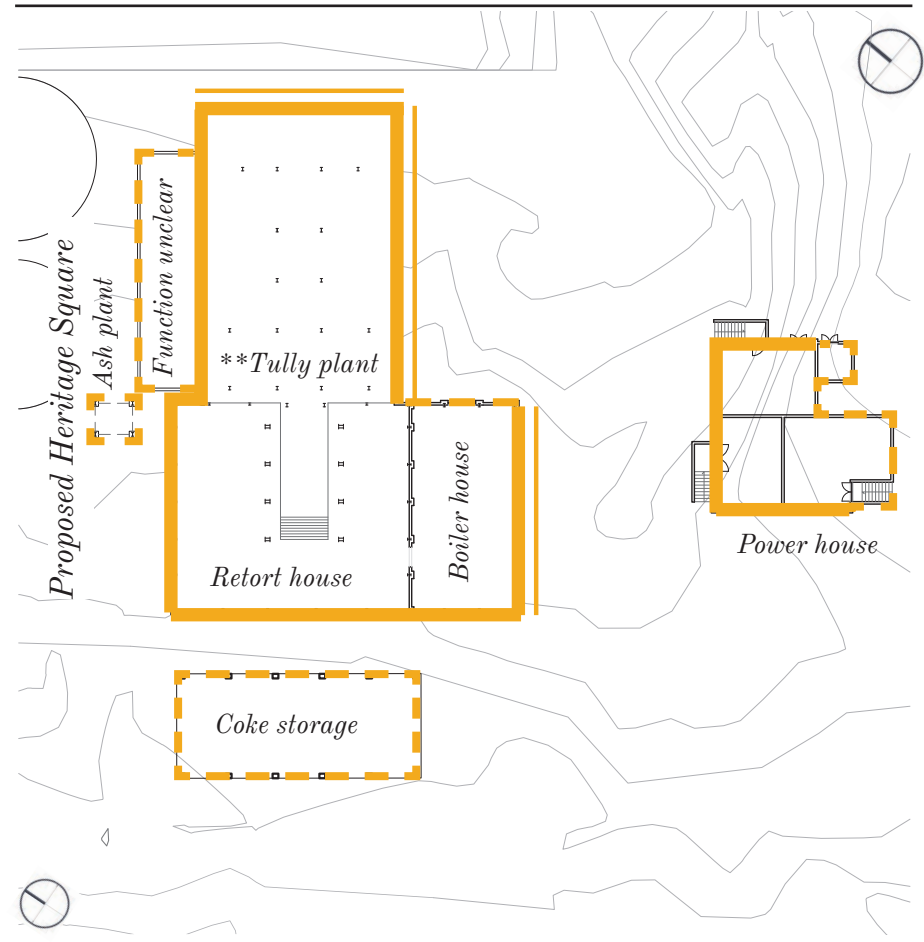 Proposed Heritage Square
Ash plant
Function unclear
**Tully plant
Retort house
Boiler house
Power house
Coke storage